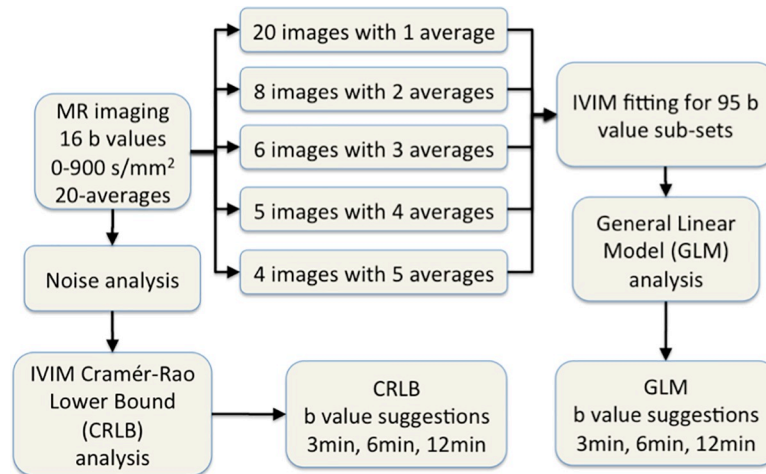 MR imaging
16 b values
0-900 s/mm²
20-averages
20 images with 1 average
8 images with 2 averages
6 images with 3 averages
5 images with 4 averages
4 images with 5 averages
IVIM fitting for 95 b
value sub-sets
General Linear
Model (GLM)
analysis
GLM
b value suggestions
3min, 6min, 12min
Noise analysis
IVIM Cramér-Rao
Lower Bound
(CRLB)
analysis
CRLB
b value suggestions
3min, 6min, 12min